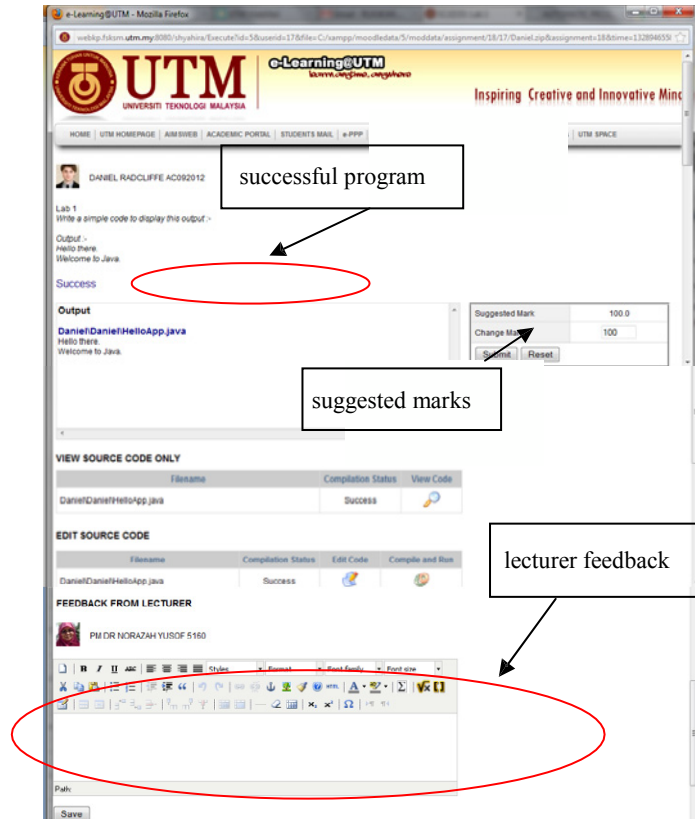 e-Learning@UTM - Mozilla Firefox
webkp.fsksm.utm.my:8080/shyahira/Execute?id=5&userid=17&file=C:/xampp/moodledata/5/moddata/assignment/18/17/Daniel.zip&assignment=18&time=1328946551
UTM
UNIVERSITI TEKNOLOGI MALAYSIA
e-Learning@UTM
learn.anytime, anywhere
Inspiring Creative and Innovative Mind
HOME | UTM HOMEPAGE | AIMSWEB | ACADEMIC PORTAL | STUDENTS MAIL | e-PPP
UTM SPACE
DANIEL RADCLIFFE AC092012
successful program
Lab 1
Write a simple code to display this output :-
Output :-
Hello there.
Welcome to Java.
Success
Output
Daniel\Daniel\HelloApp.java
Hello there.
Welcome to Java.
Suggested Mark 100.0
Change 100
Submit Reset
suggested marks
VIEW SOURCE CODE ONLY
Filename Compilation Status View Code
Daniel\Daniel\HelloApp.java Success
EDIT SOURCE CODE
Filename Compilation Status Edit Code Compile and Run
Daniel\Daniel\HelloApp.java Success
lecturer feedback
FEEDBACK FROM LECTURER
PM DR NORAZAH YUSOF 5160
B I U ABC Styles Format Font family Font size
HTML
Path:
Save